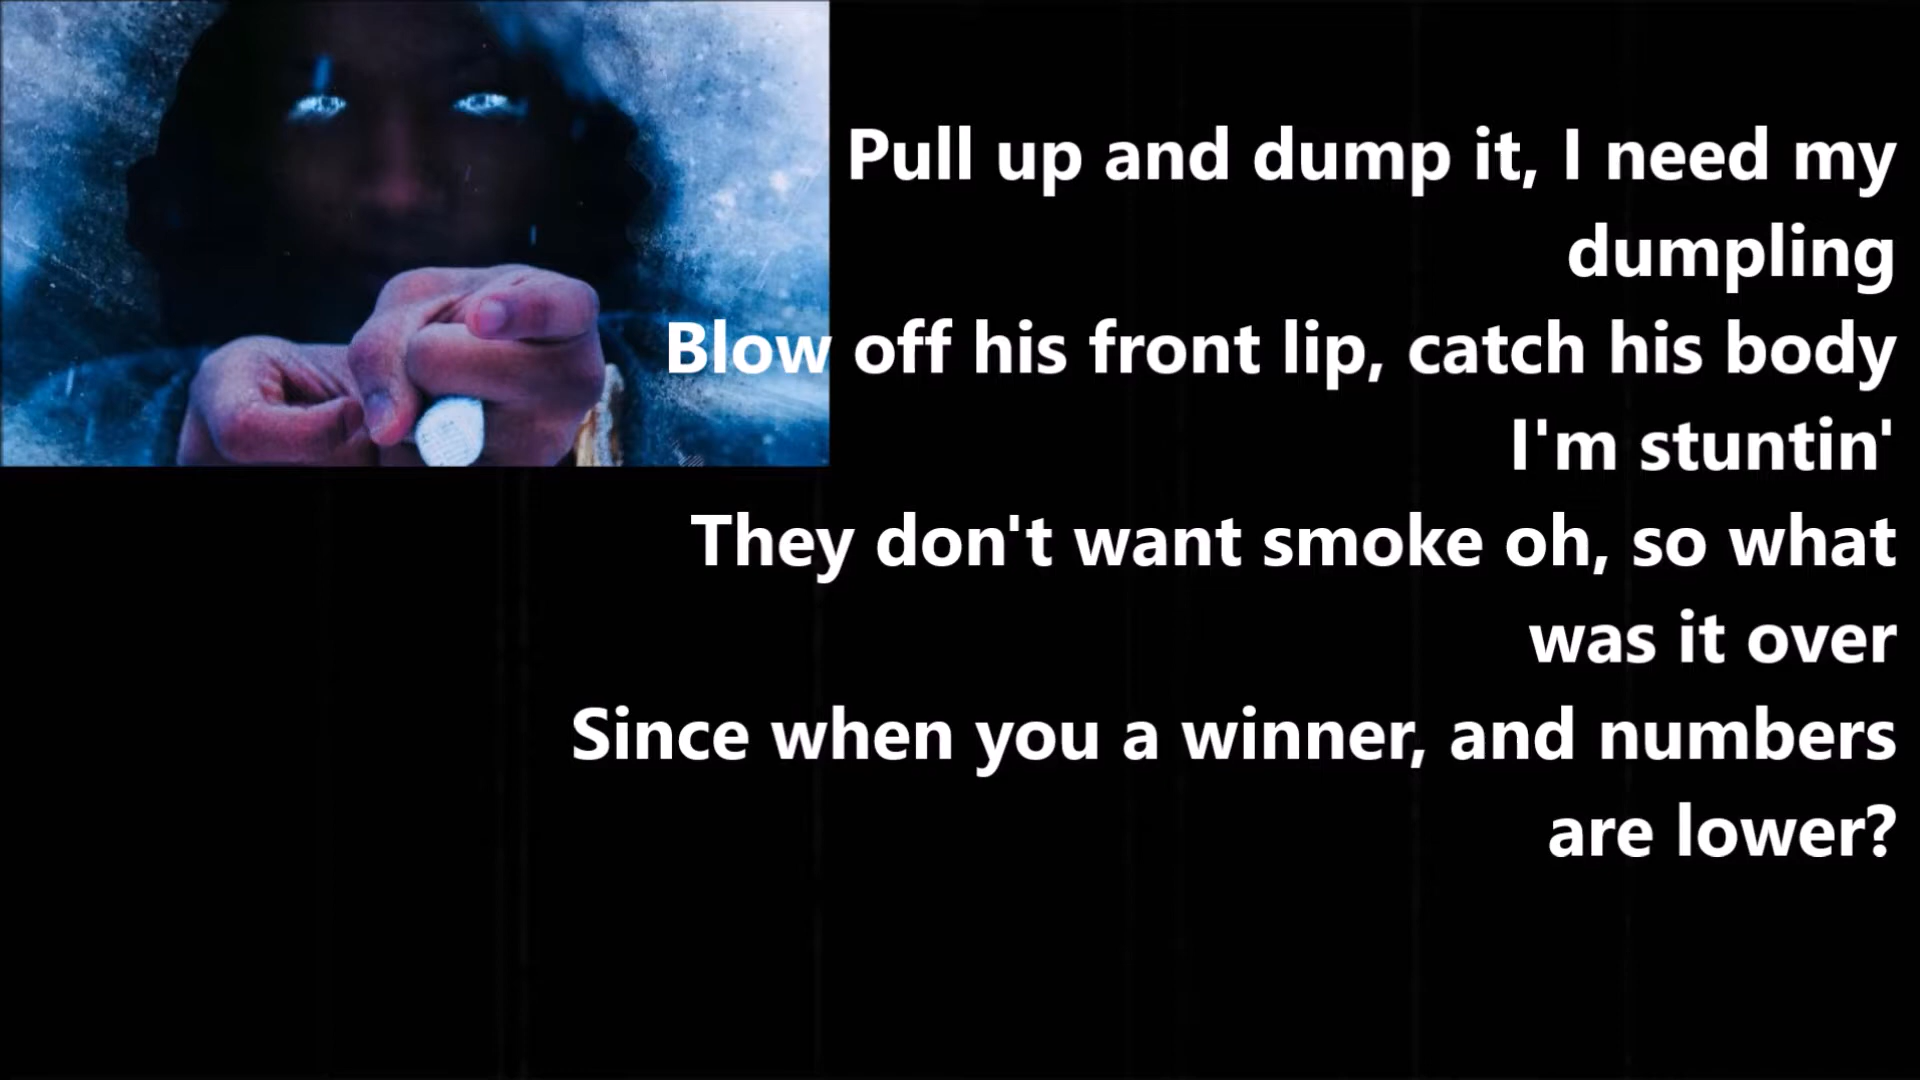 Pull up and dump it, I need my
dumpling
Blow off his front lip, catch his body
I'm stuntin'
They don't want smoke oh, so what
was it over
Since when you a winner, and numbers
are lower?